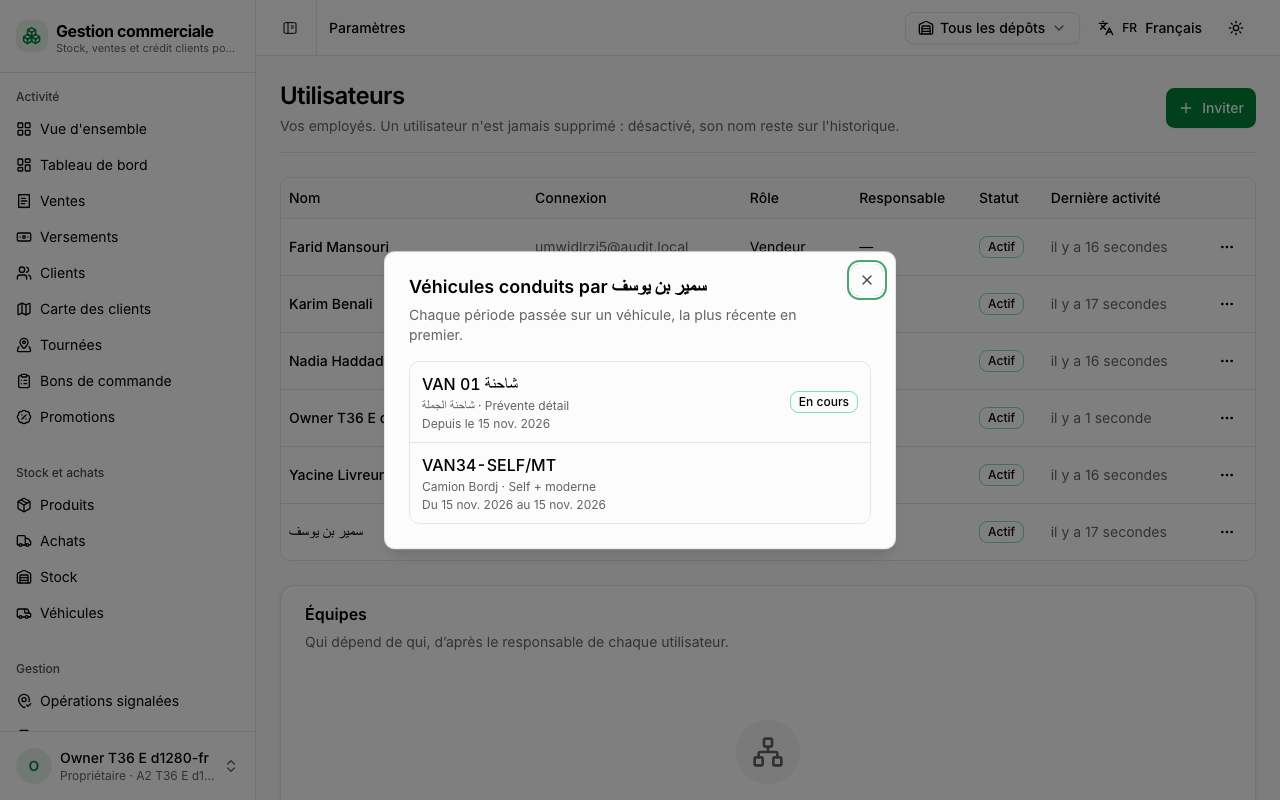 Gestion commerciale
Stock, ventes et crédit clients po...
Paramètres
Tous les dépôts
FR Français
Activité
Vue d'ensemble
Tableau de bord
Ventes
Versements
Clients
Carte des clients
Tournées
Bons de commande
Promotions
Stock et achats
Produits
Achats
Stock
Véhicules
Gestion
Opérations signalées
O
Owner T36 E d1280-fr
Propriétaire · A2 T36 E d1...
Utilisateurs
Vos employés. Un utilisateur n'est jamais supprimé : désactivé, son nom reste sur l'historique.
Inviter
Nom Connexion Rôle Responsable Statut Dernière activité
Farid Mansouri umwidlrzi5@audit.local Vendeur — Actif il y a 16 secondes
Karim Benali Actif il y a 17 secondes
Nadia Haddad Actif il y a 16 secondes
Owner T36 E d Actif il y a 1 seconde
Yacine Livreur Actif il y a 16 secondes
سمير بن يوسف Actif il y a 17 secondes
Véhicules conduits par سمير بن يوسف
Chaque période passée sur un véhicule, la plus récente en
premier.
VAN 01 شاحنة
شاحنة الجملة · Prévente détail
Depuis le 15 nov. 2026
En cours
VAN34-SELF/MT
Camion Bordj · Self + moderne
Du 15 nov. 2026 au 15 nov. 2026
Équipes
Qui dépend de qui, d’après le responsable de chaque utilisateur.